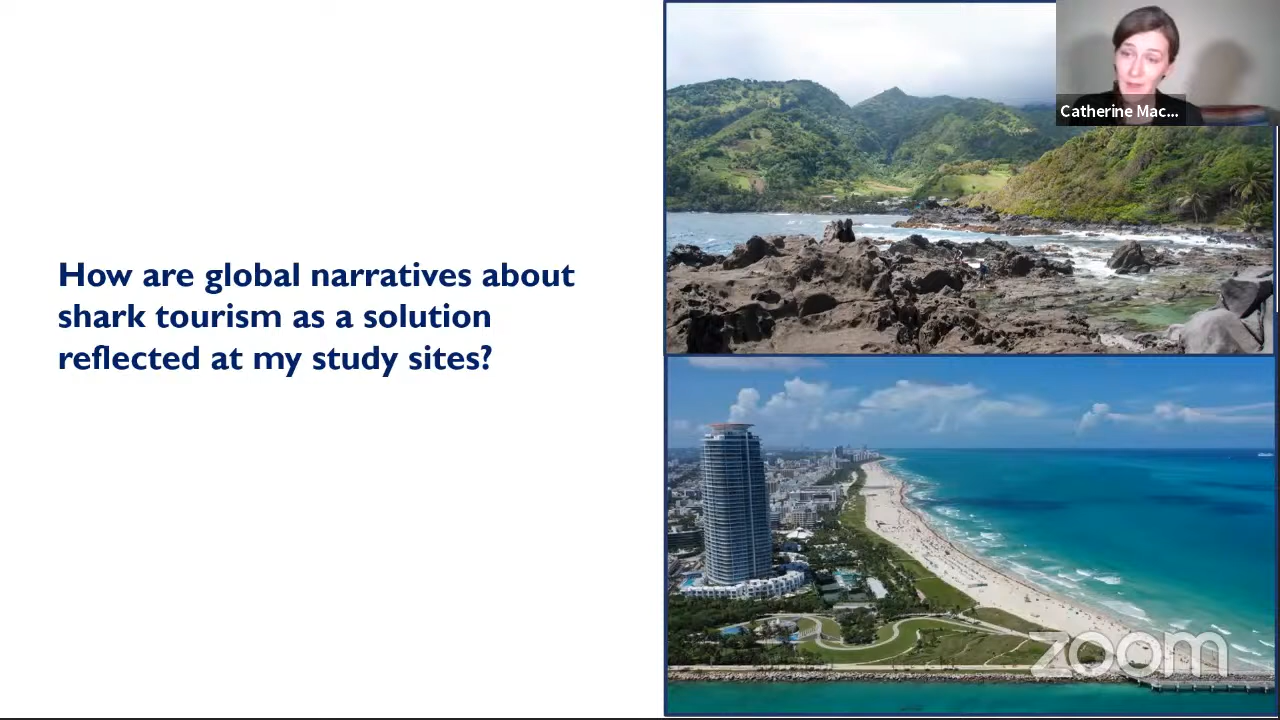 How are global narratives about
shark tourism as a solution
reflected at my study sites?
Catherine Mac...
zoom